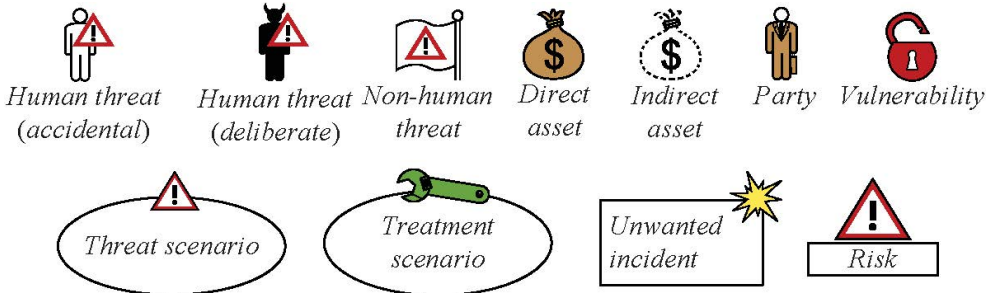 Human threat
(accidental)
Human threat
(deliberate)
Non-human
threat
$
Direct
asset
$
Indirect
asset
Party
Vulnerability
Threat scenario
Treatment
scenario
Unwanted
incident
Risk